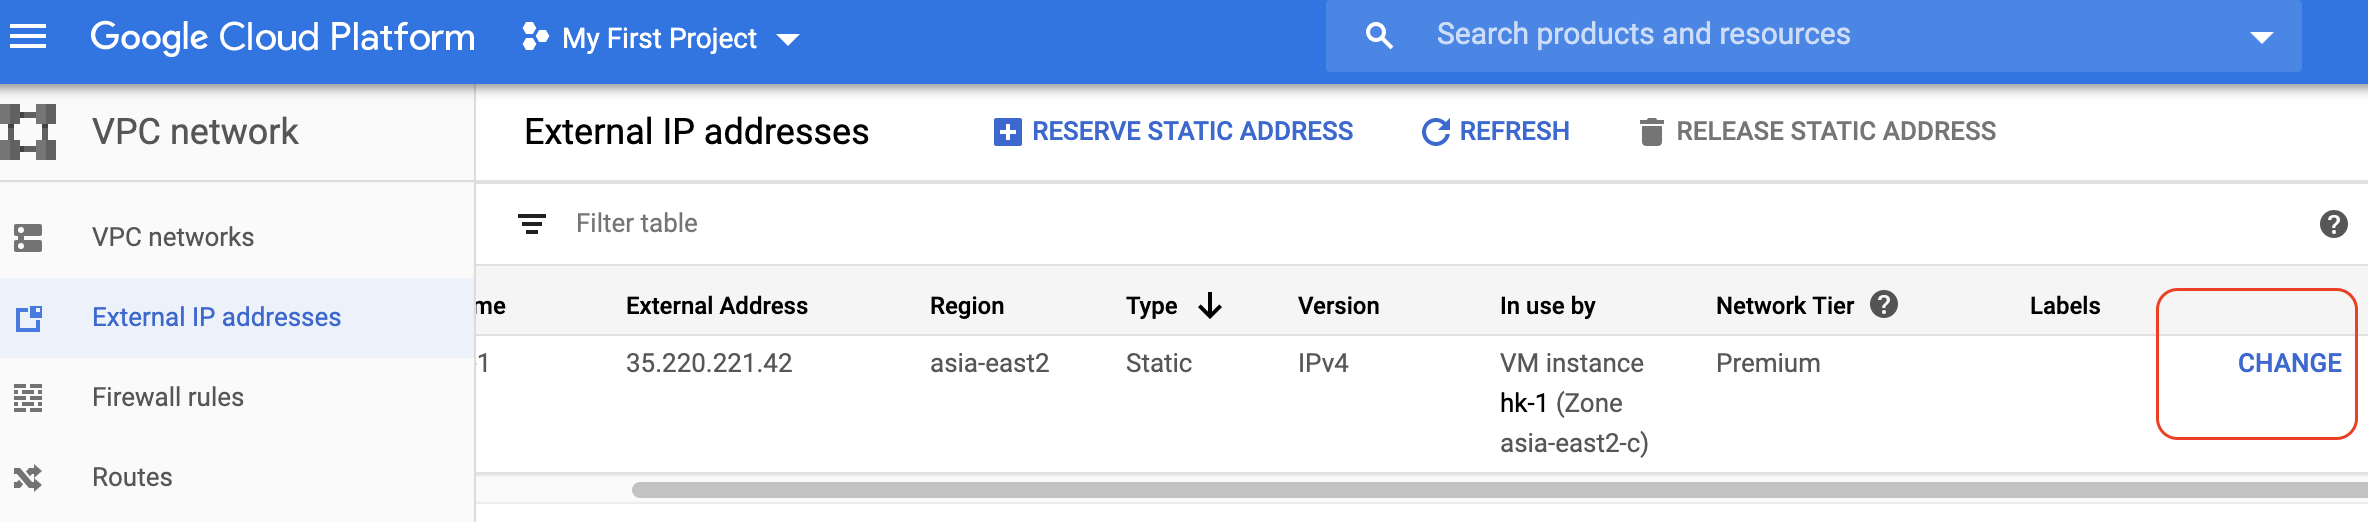 Google Cloud Platform
My First Project
Search products and resources
VPC network
External IP addresses
RESERVE STATIC ADDRESS
REFRESH
RELEASE STATIC ADDRESS
VPC networks
External IP addresses
Firewall rules
Routes
Filter table
me External Address Region Type Version In use by Network Tier Labels
-1 35.220.221.42 asia-east2 Static IPv4 VM instance Premium CHANGE
hk-1 (Zone
asia-east2-c)